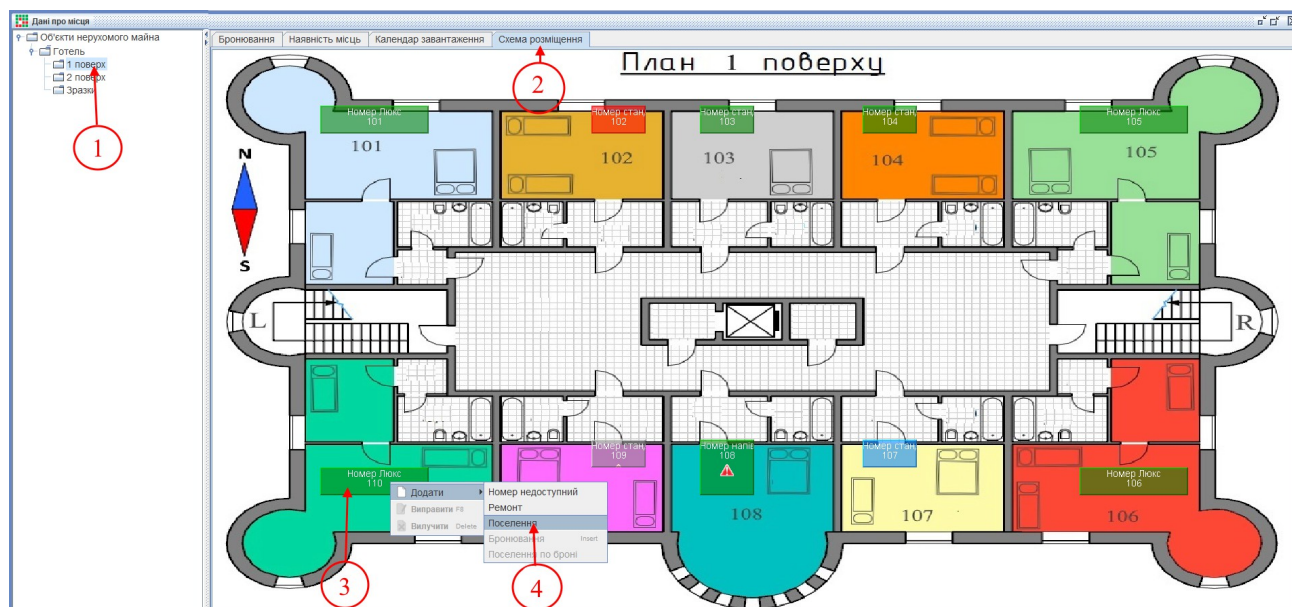 Дані про місця
Об'єкти нерухомого майна
Готель
1 поверх
2 поверх
Зразки
Бронювання
Наявність місць
Календар завантаження
Схема розміщення
План 1 поверху
1
2
Номер Люкс
101
Номер стан
102
Номер стан
103
Номер стан
104
Номер Люкс
105
101
102
103
104
105
N
S
L
R
Номер Люкс
110
Номер стан
109
Номер напів
108
Номер стан
107
Номер Люкс
106
108
107
106
Додати
Виправити F8
Вилучити Delete
Номер недоступний
Ремонт
Поселення
Бронювання Insert
Поселення по броні
3
4